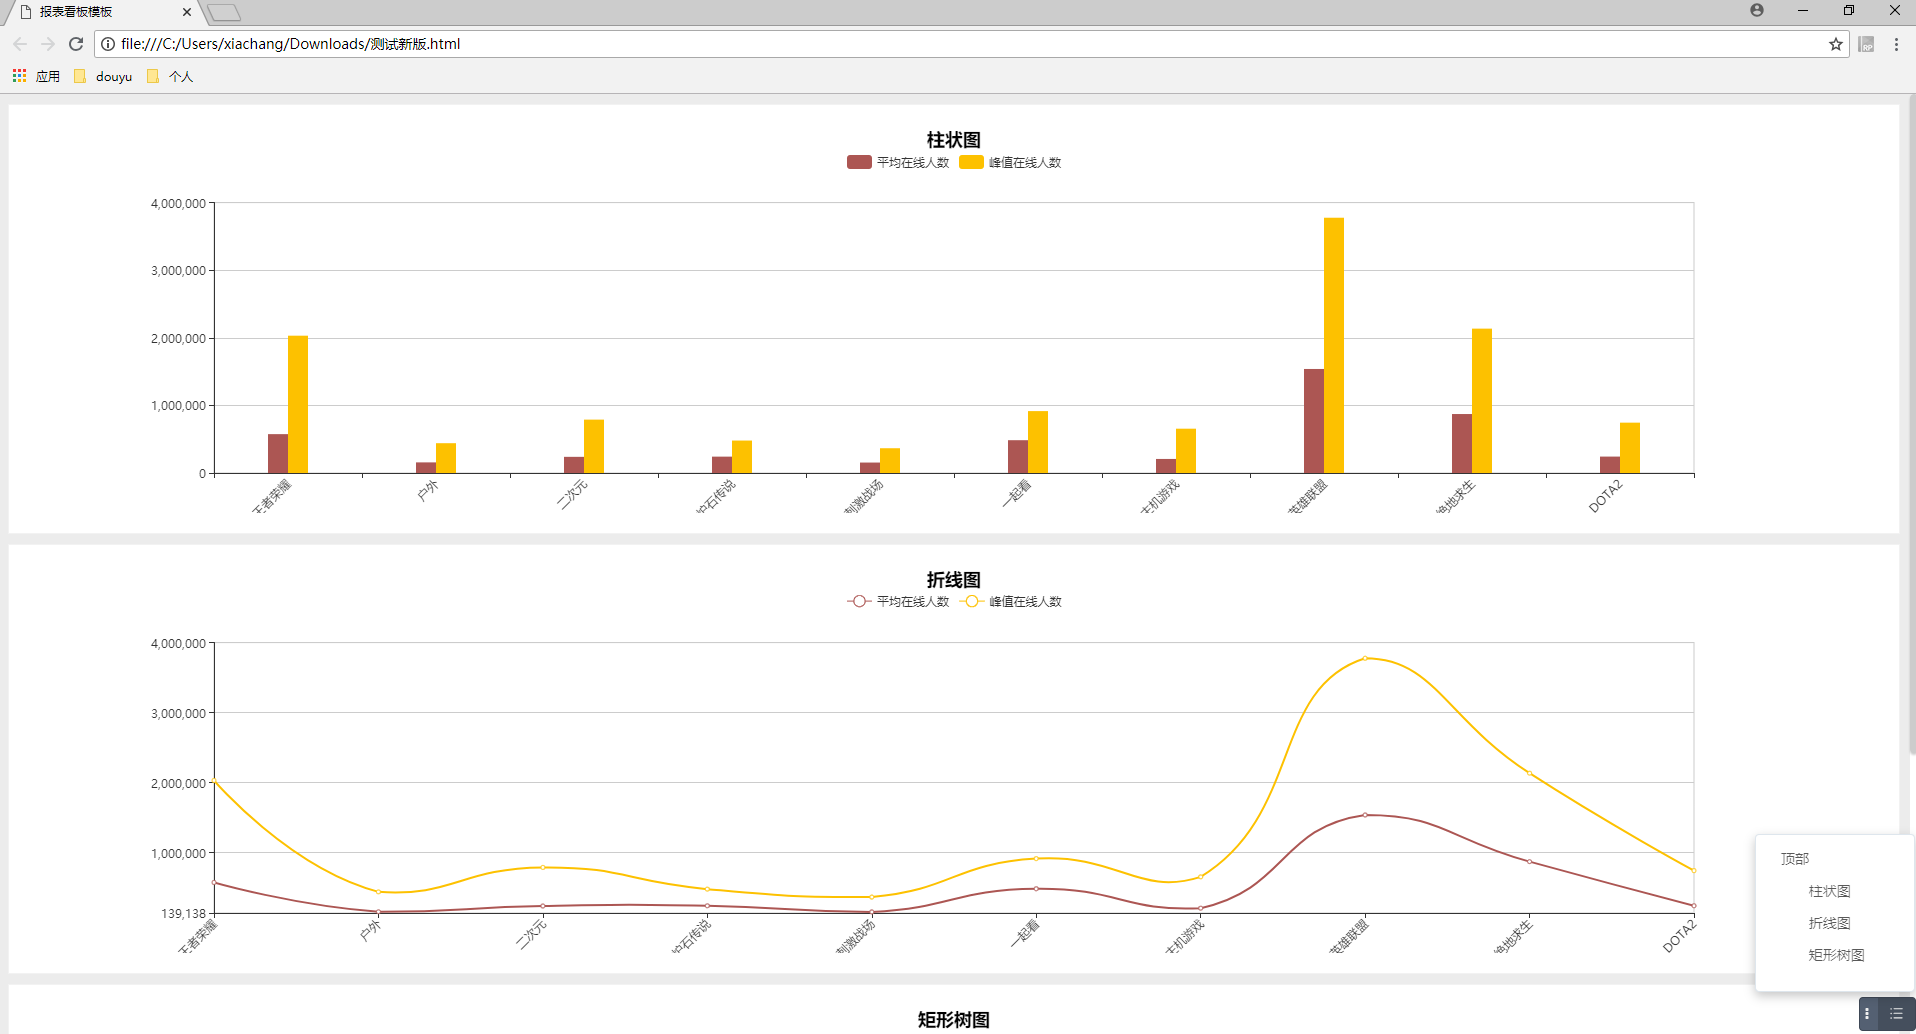 报表看板模板
file:///C:/Users/xiachang/Downloads/测试新版.html
应用 douyu 个人
柱状图
平均在线人数 峰值在线人数
4,000,000
3,000,000
2,000,000
1,000,000
0
王者荣耀 户外 二次元 炉石传说 刺激战场 一起看 主机游戏 英雄联盟 绝地求生 DOTA2
折线图
平均在线人数 峰值在线人数
4,000,000
3,000,000
2,000,000
1,000,000
139,138
王者荣耀 户外 二次元 炉石传说 刺激战场 一起看 主机游戏 英雄联盟 绝地求生 DOTA2
顶部
柱状图
折线图
矩形树图
矩形树图